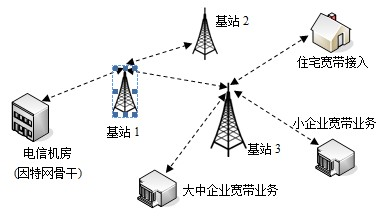 基站 2
住宅宽带接入
基站 1
小企业宽带业务
电信机房
(因特网骨干)
基站 3
大中企业宽带业务